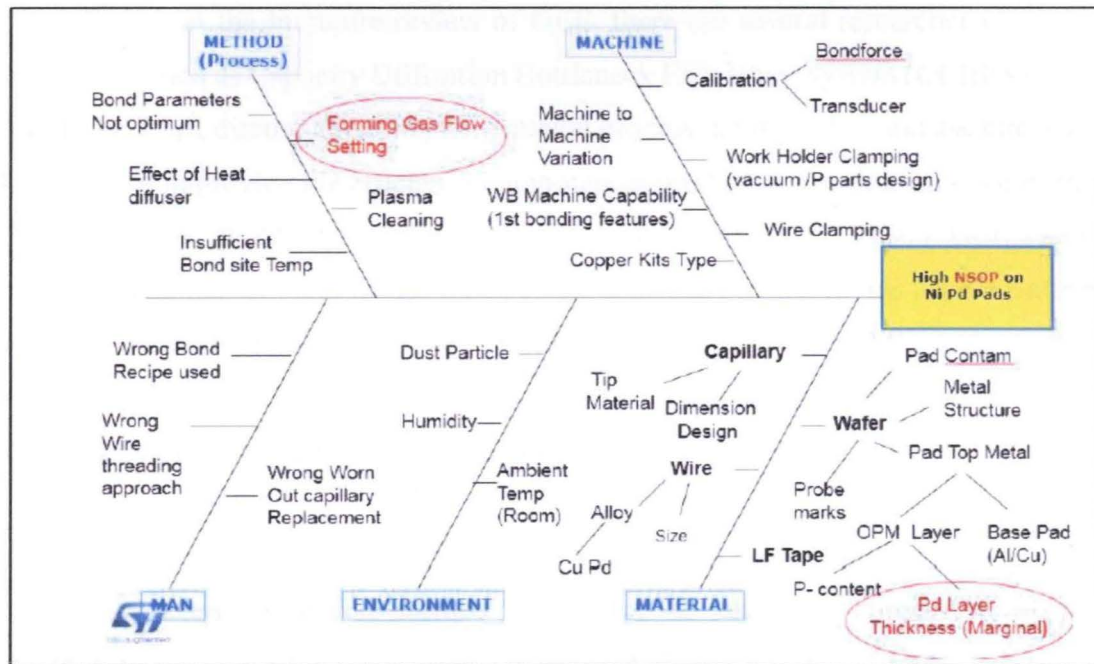 METHOD
(Process)
MACHINE
Bondforce
Calibration
Transducer
Bond Parameters
Not optimum
Forming Gas Flow
Setting
Machine to
Machine
Variation
Work Holder Clamping
(vacuum /P parts design)
Effect of Heat
diffuser
Plasma
Cleaning
WB Machine Capability
(1st bonding features)
Wire Clamping
Insufficient
Bond site Temp
Copper Kits Type
High NSOP on
Ni Pd Pads
Wrong Bond
Recipe used
Dust Particle
Capillary
Pad Contam
Tip
Material
Dimension
Design
Metal
Structure
Wrong
Wire
threading
approach
Humidity
Wafer
Pad Top Metal
Wrong Worn
Out capillary
Replacement
Ambient
Temp
(Room)
Wire
Alloy
Size
Cu Pd
Probe
marks
OPM Layer
Base Pad
(Al/Cu)
LF Tape
P- content
Pd Layer
Thickness (Marginal)
ST
MAN
ENVIRONMENT
MATERIAL